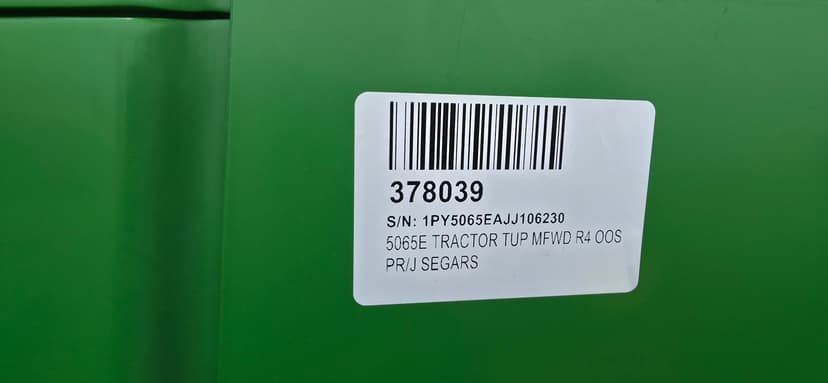 378039
S/N: 1PY5065EAJJ106230
5065E TRACTOR TUP MFWD R4 OOS
PR/J SEGARS